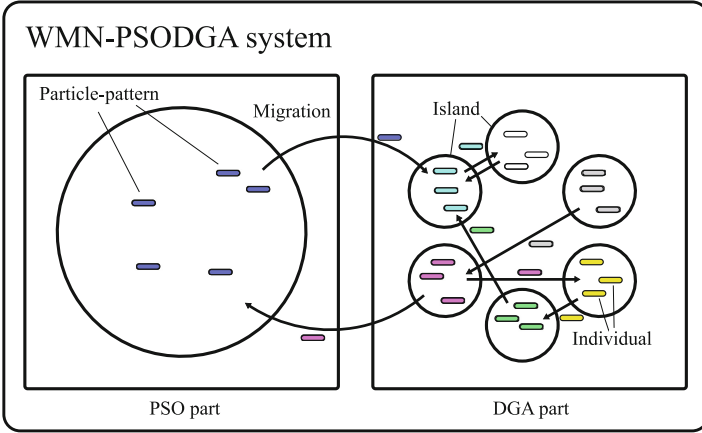 WMN-PSODGA system
Particle-pattern
Migration
Island
Individual
PSO part
DGA part